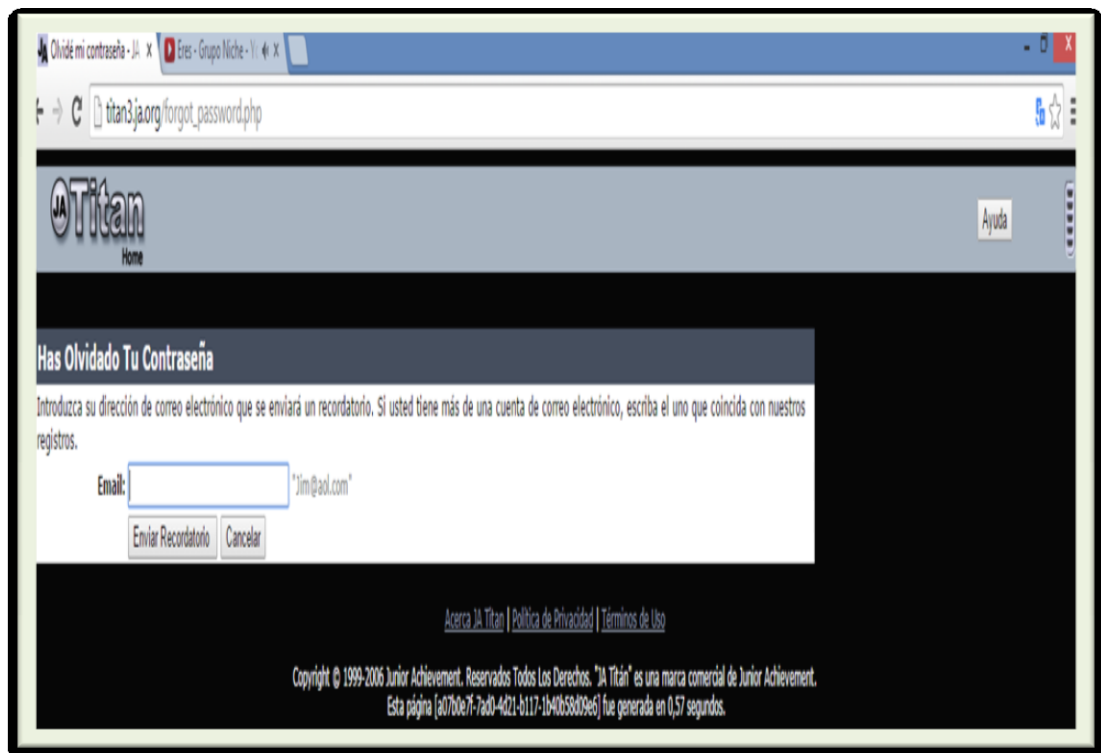 Olvidé mi contraseña - JA
Eres - Grupo Niche - Yo
titan3.ja.org/forgot_password.php
JA Titan
Home
Ayuda
Has Olvidado Tu Contraseña
Introduzca su dirección de correo electrónico que se enviará un recordatorio. Si usted tiene más de una cuenta de correo electrónico, escriba el uno que coincida con nuestros
registros.
Email: "Jim@aol.com"
Enviar Recordatorio Cancelar
Acerca JA Titan | Política de Privacidad | Términos de Uso
Copyright © 1999-2006 Junior Achievement. Reservados Todos Los Derechos. "JA Titán" es una marca comercial de Junior Achievement.
Esta página [a07b0e7f-7ad0-4d21-b117-1b40b58d09e6] fue generada en 0,57 segundos.